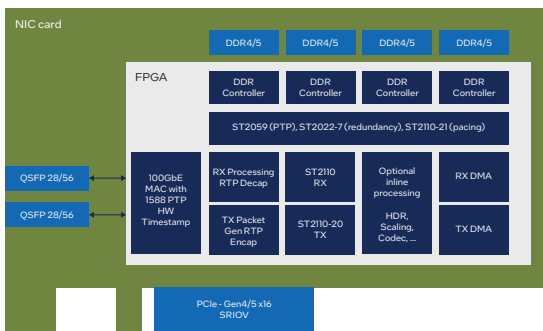 NIC card
DDR4/5
DDR4/5
DDR4/5
DDR4/5
FPGA
DDR
Controller
DDR
Controller
DDR
Controller
DDR
Controller
ST2059 (PTP), ST2022-7 (redundancy), ST2110-21 (pacing)
QSFP 28/56
QSFP 28/56
100GbE
MAC with
1588 PTP
HW
Timestamp
RX Processing
RTP Decap
ST2110
RX
Optional
inline
processing
HDR,
Scaling,
Codec, ...
RX DMA
TX Packet
Gen RTP
Encap
ST2110-20
TX
TX DMA
PCIe - Gen4/5 x16
SRIOV